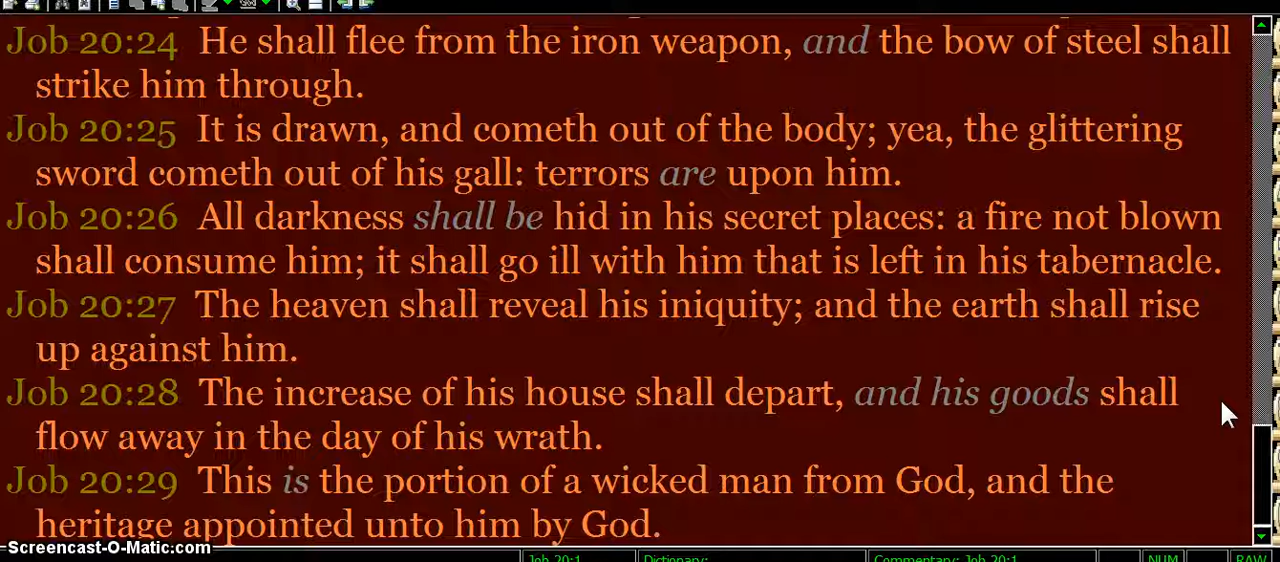 Job 20:24 He shall flee from the iron weapon, and the bow of steel shall
strike him through.
Job 20:25 It is drawn, and cometh out of the body; yea, the glittering
sword cometh out of his gall: terrors are upon him.
Job 20:26 All darkness shall be hid in his secret places: a fire not blown
shall consume him; it shall go ill with him that is left in his tabernacle.
Job 20:27 The heaven shall reveal his iniquity; and the earth shall rise
up against him.
Job 20:28 The increase of his house shall depart, and his goods shall
flow away in the day of his wrath.
Job 20:29 This is the portion of a wicked man from God, and the
heritage appointed unto him by God.
Screencast-O-Matic.com
Job 20:1 Dictionary: Commentary: Job 20:1 NUM RAW